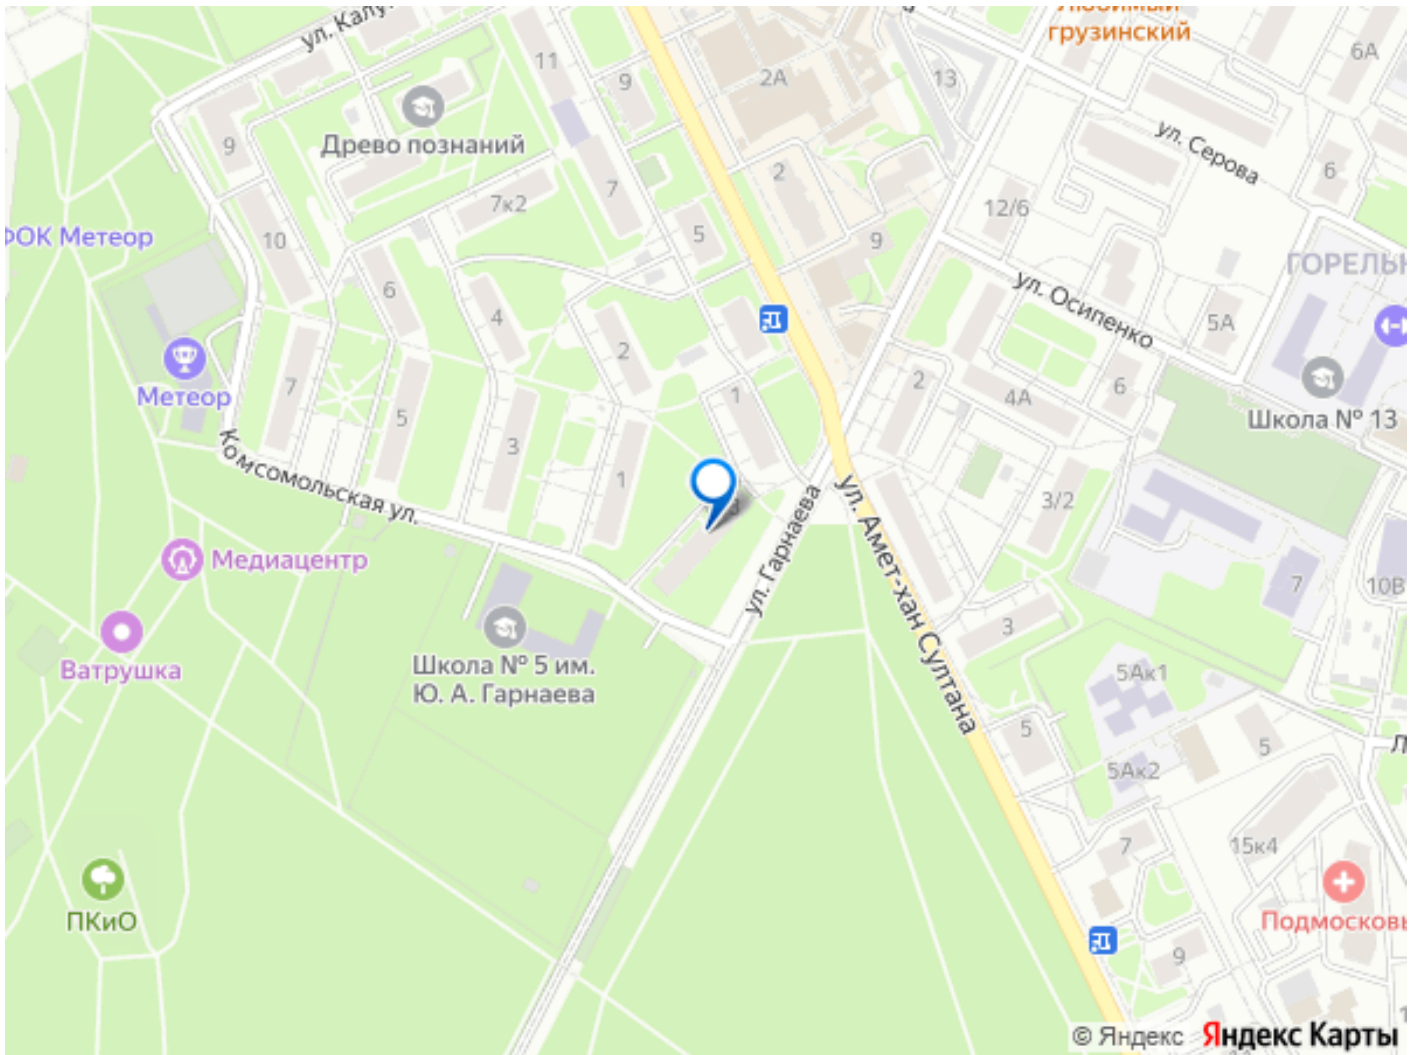 ул. Калу
Любимый
грузинский
11
9
2А
13
6А
Древо познаний
9
ул. Серова
7к2
7
2
6
12/6
ФОК Метеор
10
5
9
ГОРЕЛЬ
6
ул. Осипенко
4
5А
2
Метеор
7
1
2
4А
6
5
Школа № 13
3
Комсомольская ул.
1
3
3/2
ул. Гарнаева
ул. Амет-хан Султана
Медиацентр
7
10В
Ватрушка
Школа № 5 им.
Ю. А. Гарнаева
3
5Ак1
5
5
Л
5Ак2
7
15к4
ПКиО
Подмосковь
9
1
© Яндекс Яндекс Карты